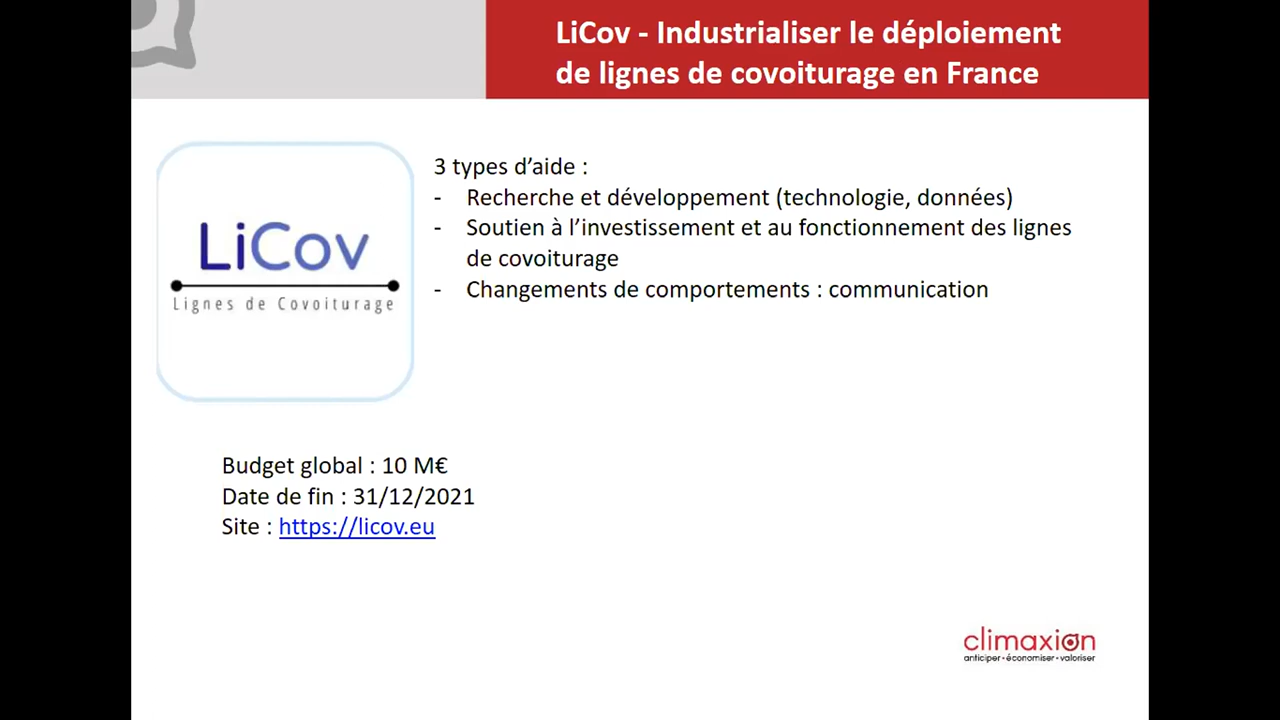 LiCov - Industrialiser le déploiement
de lignes de covoiturage en France
LiCov
Lignes de Covoiturage
3 types d’aide :
- Recherche et développement (technologie, données)
- Soutien à l’investissement et au fonctionnement des lignes
de covoiturage
- Changements de comportements : communication
Budget global : 10 M€
Date de fin : 31/12/2021
Site : https://licov.eu
climaxion
anticiper • économiser • valoriser